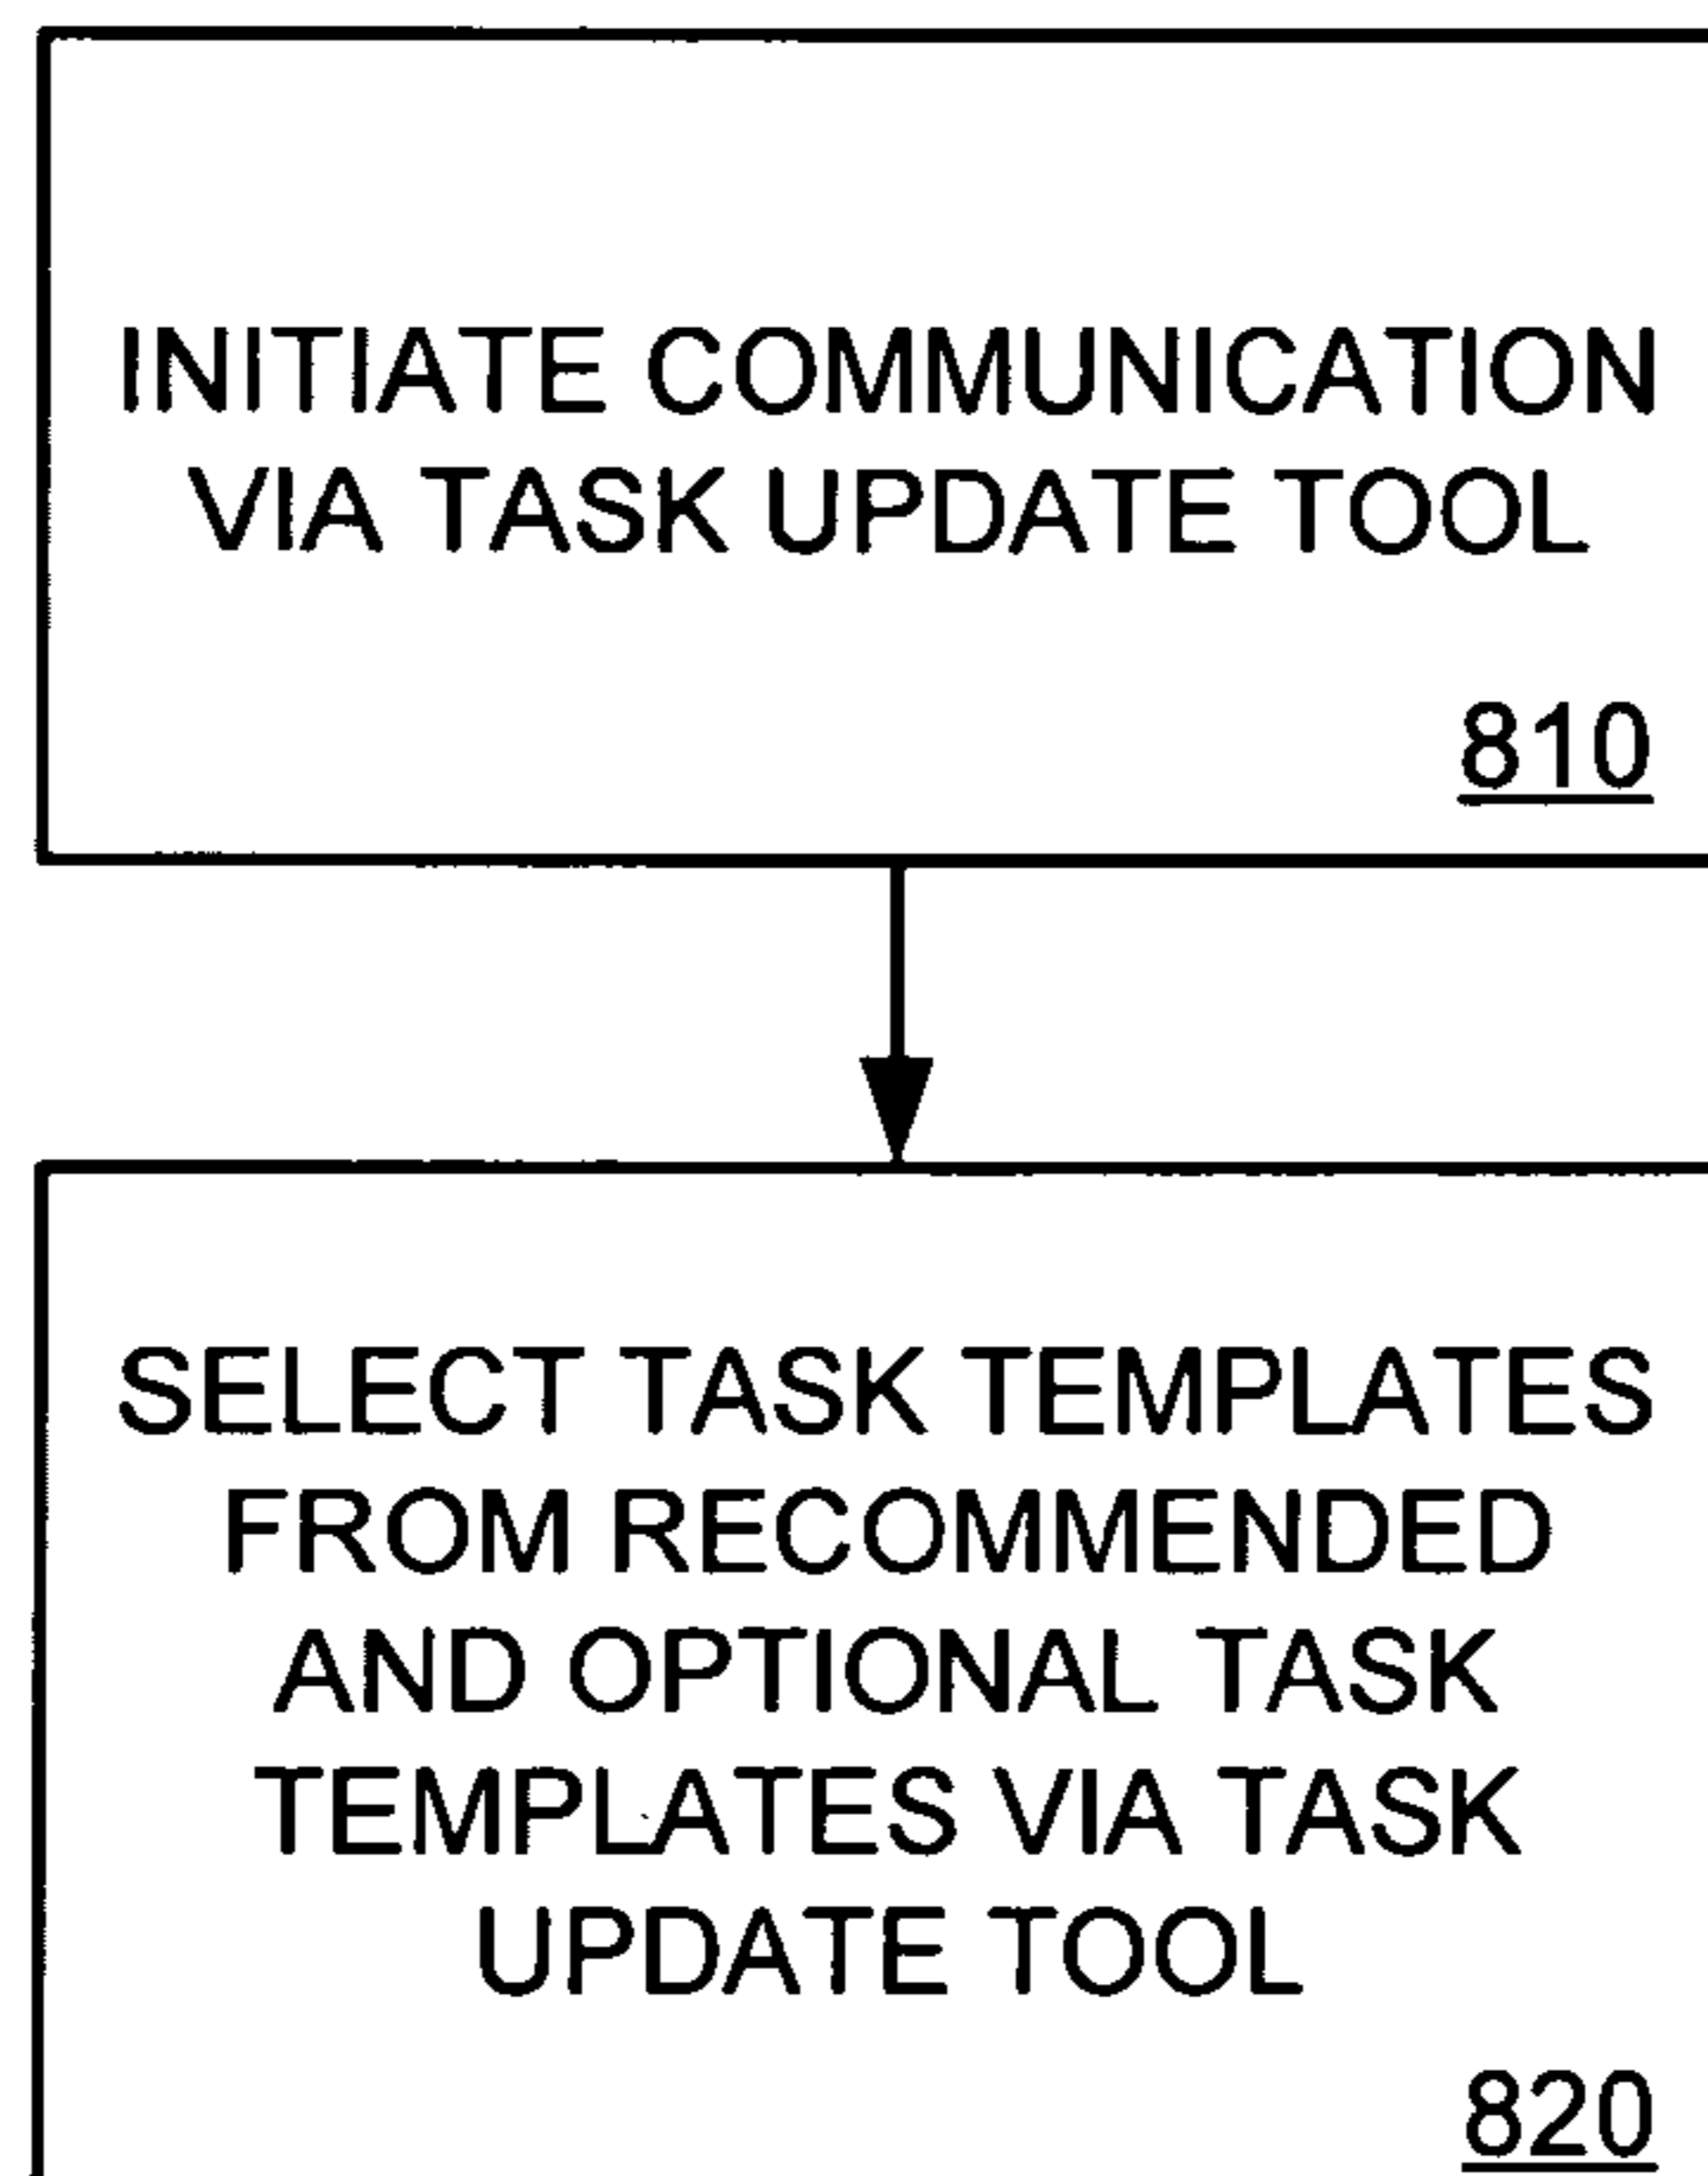 INITIATE COMMUNICATION
VIA TASK UPDATE TOOL
810
SELECT TASK TEMPLATES
FROM RECOMMENDED
AND OPTIONAL TASK
TEMPLATES VIA TASK
UPDATE TOOL
820